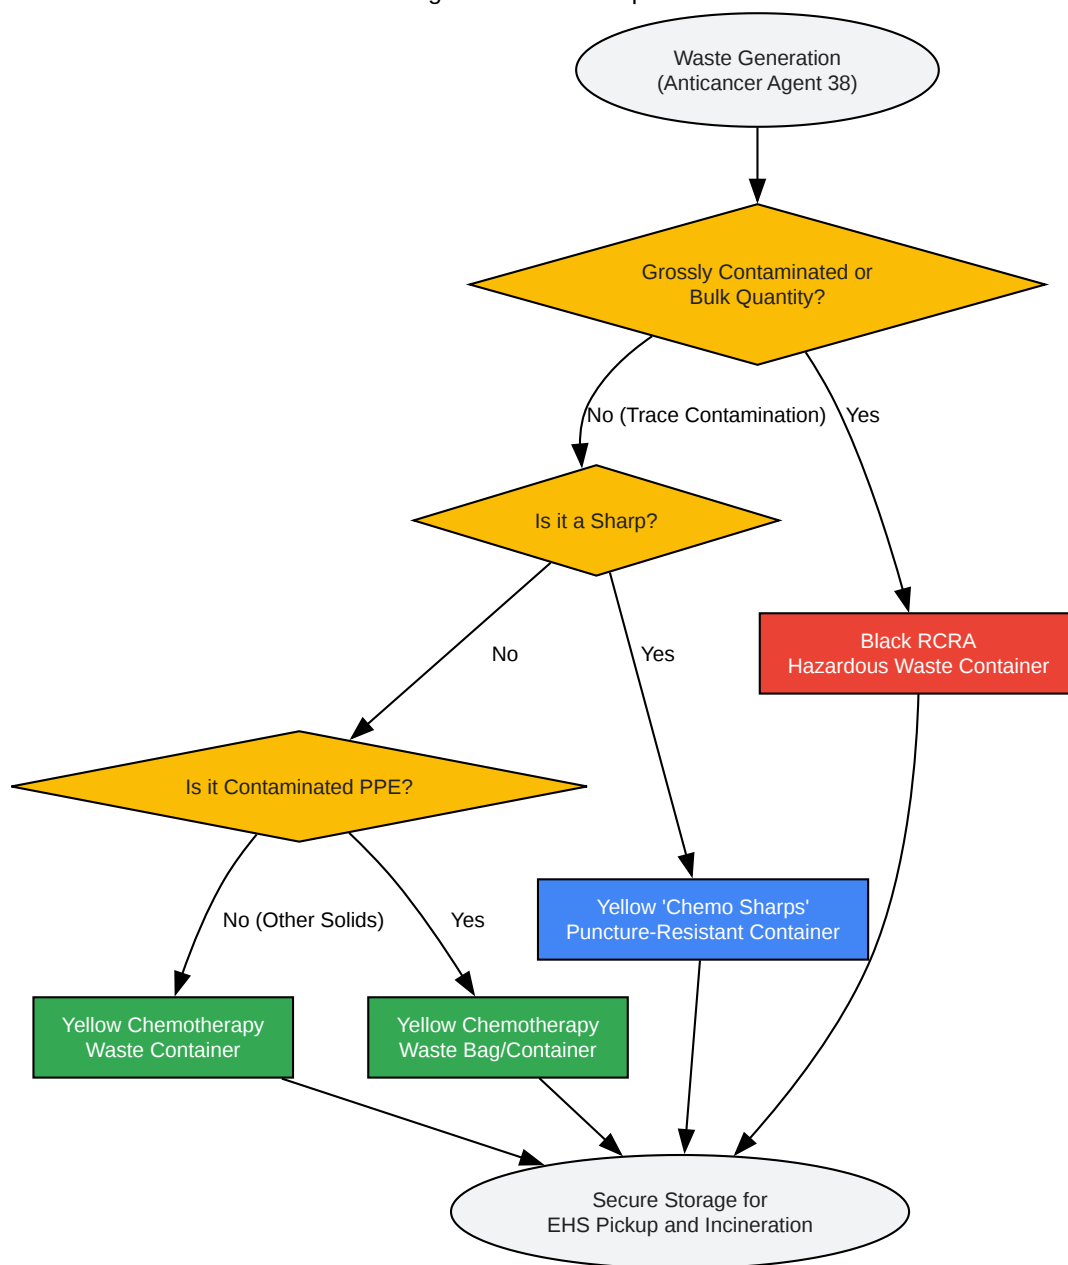 Waste Generation
(Anticancer Agent 38)
Grossly Contaminated or
Bulk Quantity?
No (Trace Contamination)
Yes
Is it a Sharp?
No
Yes
Black RCRA
Hazardous Waste Container
Is it Contaminated PPE?
No (Other Solids)
Yes
Yellow 'Chemo Sharps'
Puncture-Resistant Container
Yellow Chemotherapy
Waste Container
Yellow Chemotherapy
Waste Bag/Container
Secure Storage for
EHS Pickup and Incineration